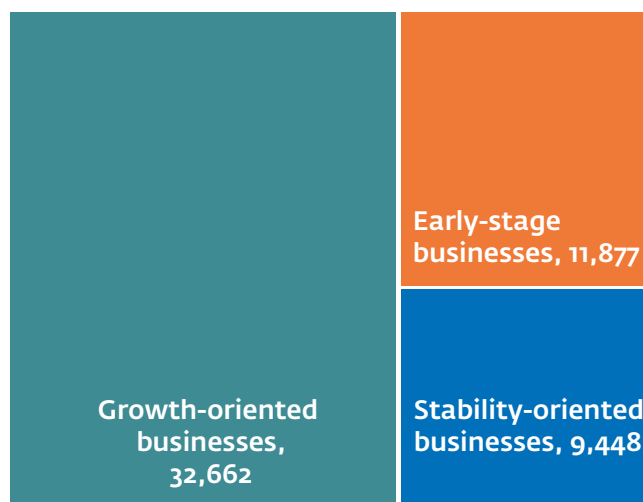 Early-stage
businesses, 11,877
Growth-oriented
businesses,
32,662
Stability-oriented
businesses, 9,448